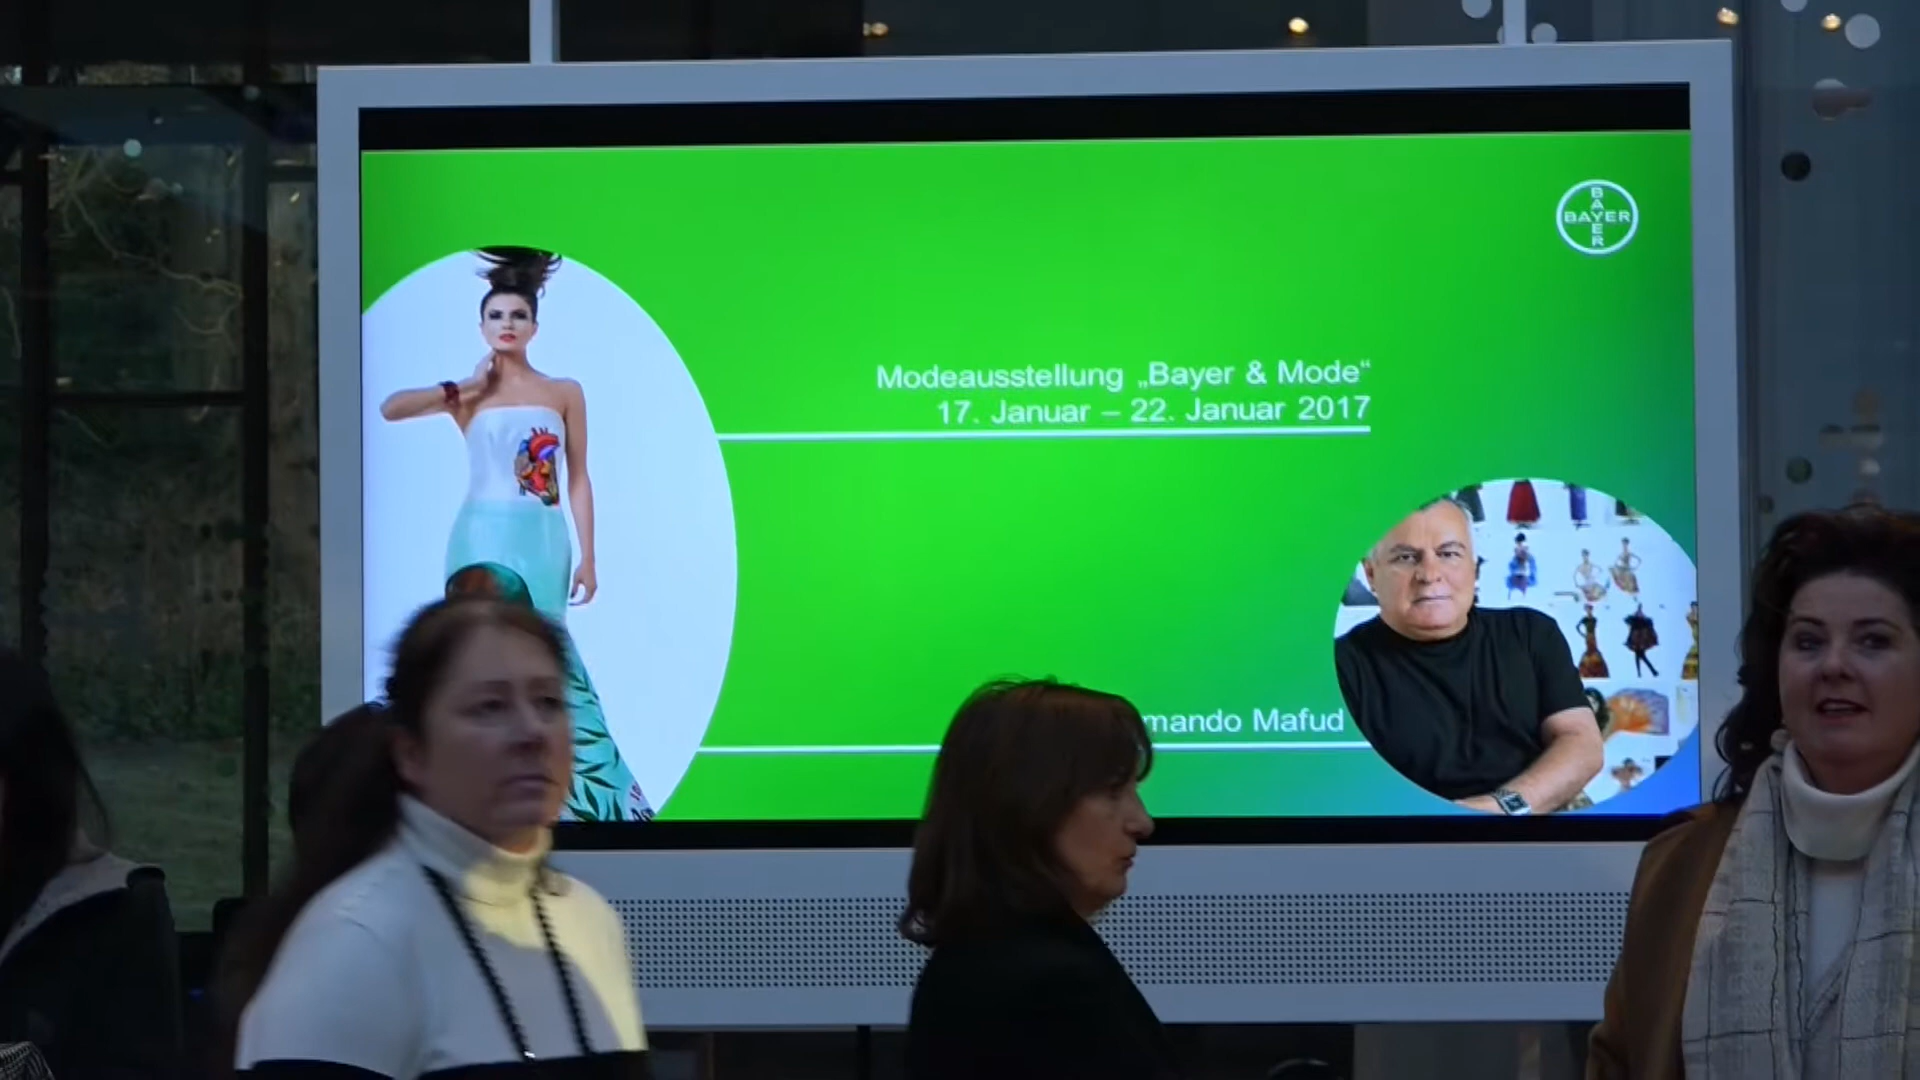 BAYER
BAYER
Modeausstellung „Bayer & Mode“
17. Januar – 22. Januar 2017
mando Mafud